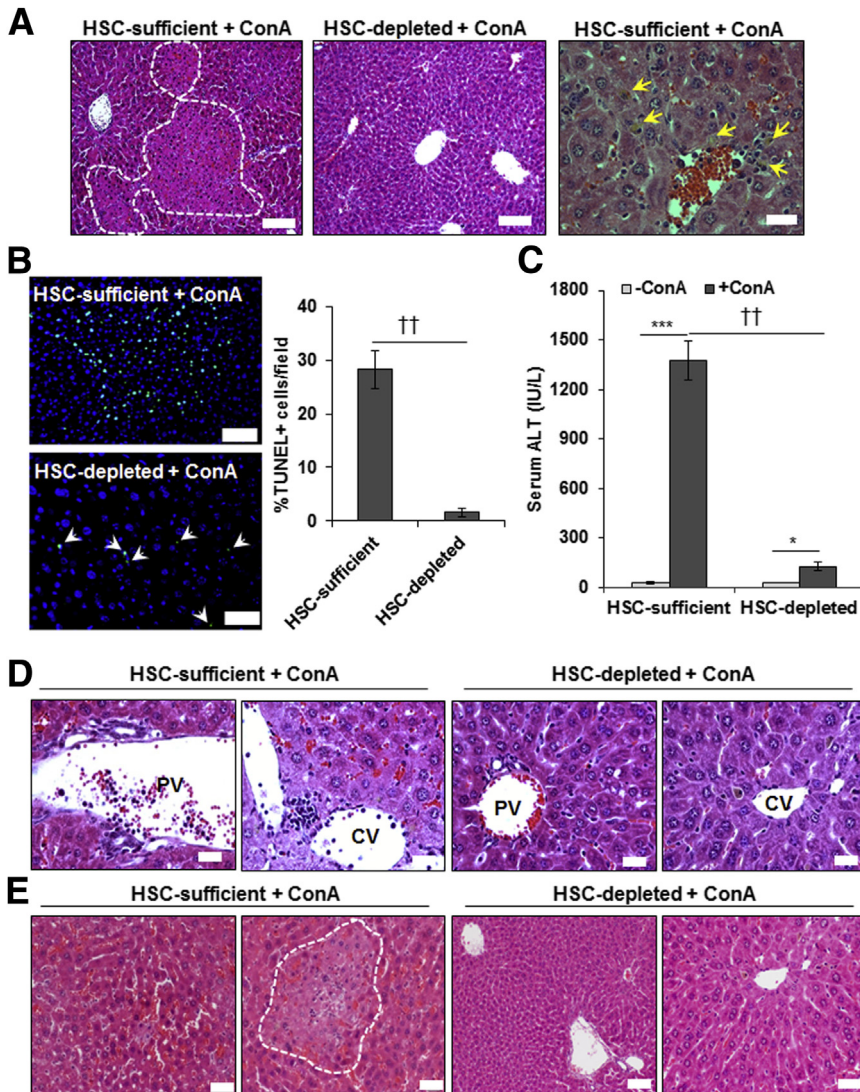 A
HSC-sufficient + ConA
HSC-depleted + ConA
HSC-sufficient + ConA
B
HSC-sufficient + ConA
HSC-depleted + ConA
%TUNEL+ cells/field
40
30
20
10
0
††
HSC-sufficient
HSC-depleted
C
Serum ALT (IU/L)
1800
1500
1200
900
600
300
0
-ConA
+ConA
***
††
*
HSC-sufficient
HSC-depleted
D
HSC-sufficient + ConA
HSC-depleted + ConA
PV
CV
PV
CV
E
HSC-sufficient + ConA
HSC-depleted + ConA